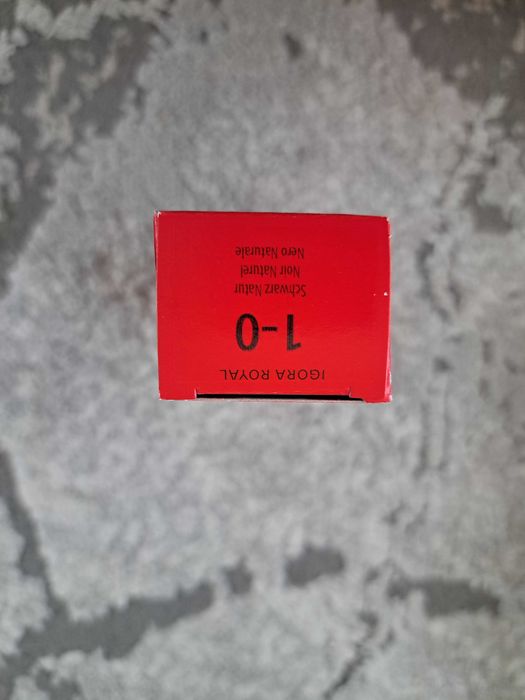 IGORA ROYAL
1-0
Schwarz Natur
Noir Naturel
Nero Naturale